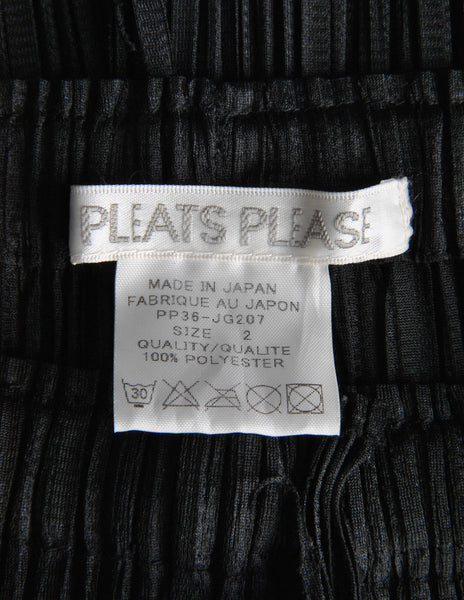 PLEATS PLEASE
MADE IN JAPAN
FABRIQUE AU JAPON
PP36-JG207
SIZE 2
QUALITY/QUALITE
100% POLYESTER
30